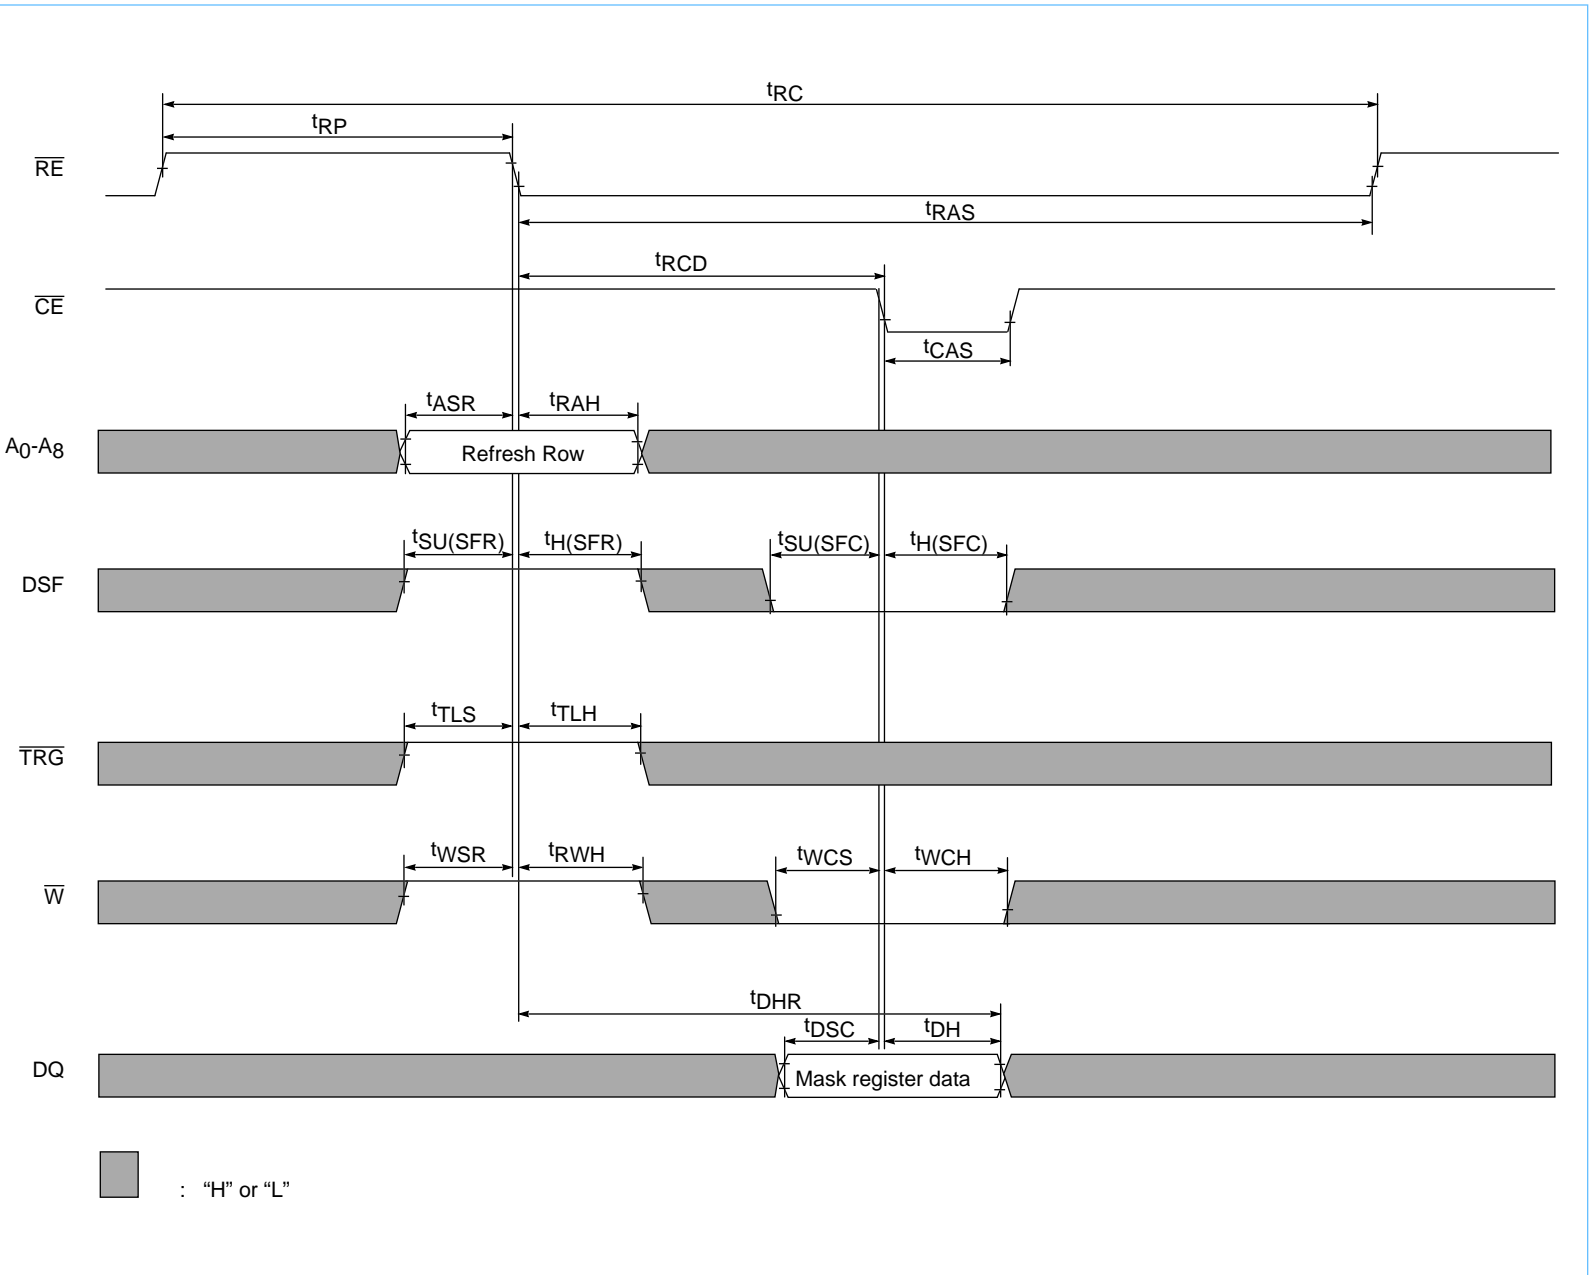 tRC
tRP
RE
tRAS
tRCD
CE
tCAS
tASR tRAH
A0-A8 Refresh Row
tSU(SFR) tH(SFR) tSU(SFC) tH(SFC)
DSF
tTLS tTLH
TRG
tWSR tRWH tWCS tWCH
W
tDHR
tDSC tDH
DQ Mask register data
: “H” or “L”